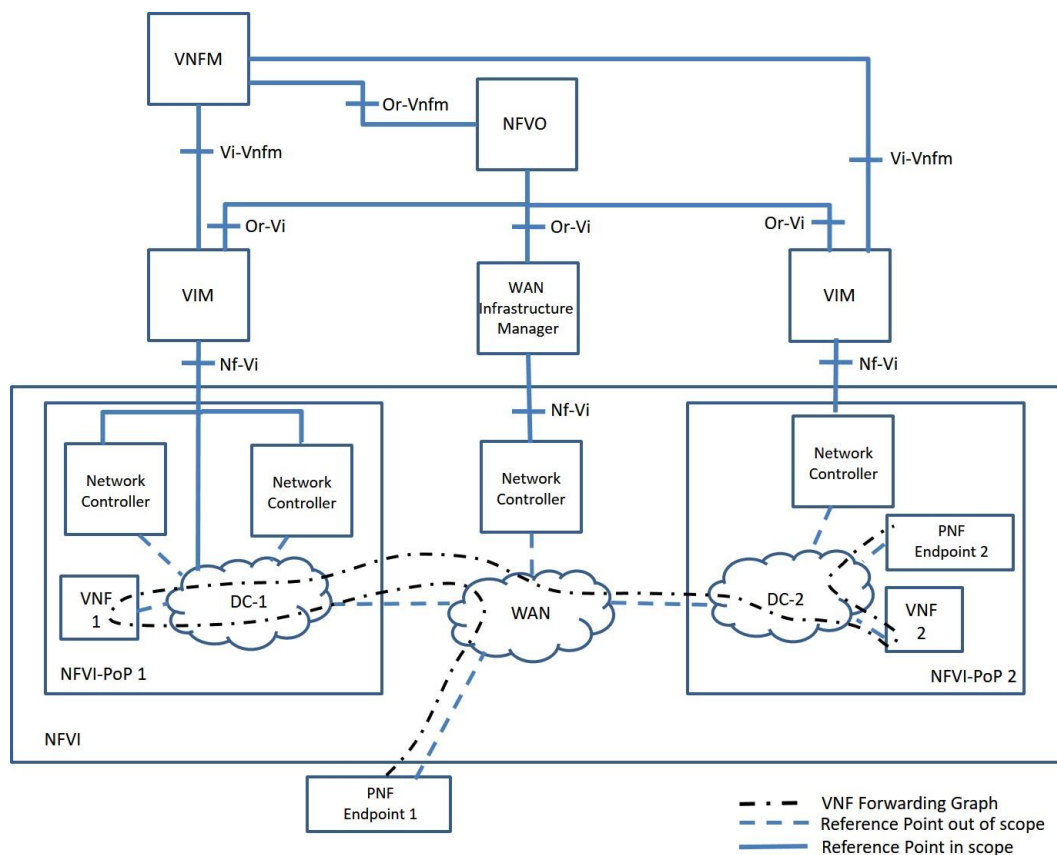 VNFM
Or-Vnfm
NFVO
Vi-Vnfm
Vi-Vnfm
Or-Vi
Or-Vi
Or-Vi
VIM
WAN
Infrastructure
Manager
VIM
Nf-Vi
Nf-Vi
Nf-Vi
Network
Controller
Network
Controller
Network
Controller
Network
Controller
PNF
Endpoint 2
VNF
1
DC-1
WAN
DC-2
VNF
2
NFVI-PoP 1
NFVI-PoP 2
NFVI
PNF
Endpoint 1
VNF Forwarding Graph
Reference Point out of scope
Reference Point in scope